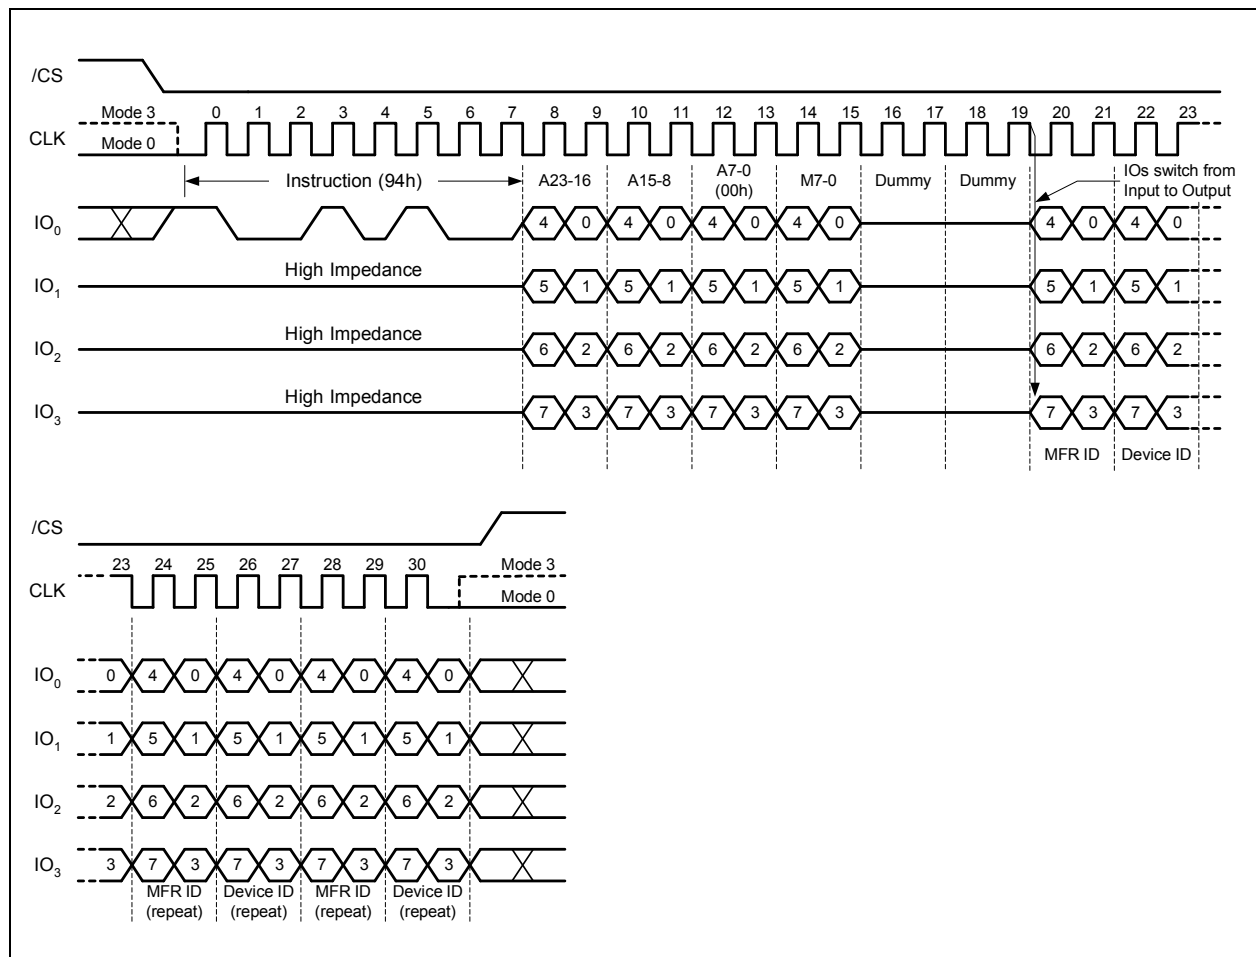 /CS
Mode 3 0 1 2 3 4 5 6 7 8 9 10 11 12 13 14 15 16 17 18 19 20 21 22 23
CLK
Mode 0
Instruction (94h) A23-16 A15-8 A7-0 (00h) M7-0 Dummy Dummy IOs switch from Input to Output
IO0 4 0 4 0 4 0 4 0 4 0 4 0
High Impedance
IO1 5 1 5 1 5 1 5 1 5 1 5 1
High Impedance
IO2 6 2 6 2 6 2 6 2 6 2 6 2
High Impedance
IO3 7 3 7 3 7 3 7 3 7 3 7 3
MFR ID Device ID
/CS
23 24 25 26 27 28 29 30 Mode 3
CLK
Mode 0
IO0 0 4 0 4 0 4 0 4 0
IO1 1 5 1 5 1 5 1 5 1
IO2 2 6 2 6 2 6 2 6 2
IO3 3 7 3 7 3 7 3 7 3
MFR ID Device ID MFR ID Device ID
(repeat) (repeat) (repeat) (repeat)